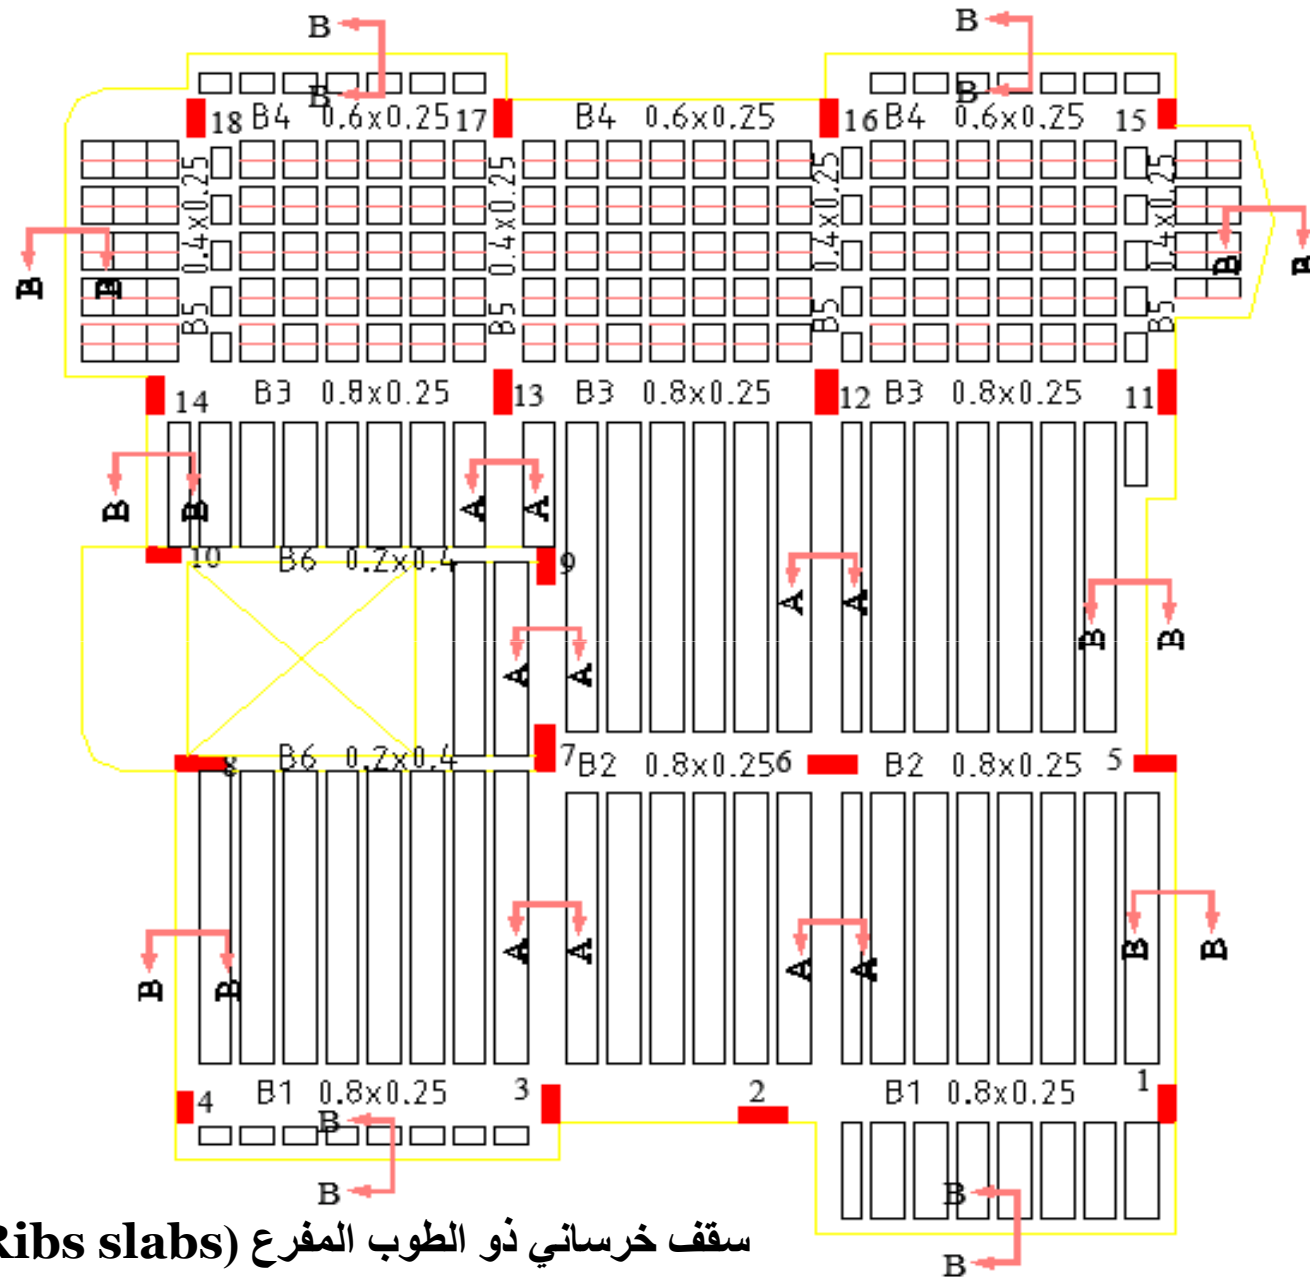 B B
B B
18 B4 0.6x0.25 17 B4 0.6x0.25 16 B4 0.6x0.25 15
B5 0.4x0.25 B5 0.4x0.25 B5 0.4x0.25 B5 0.4x0.25
B B B B
14 B3 0.8x0.25 13 B3 0.8x0.25 12 B3 0.8x0.25 11
B B A A
10 B6 0.2x0.4 9
A A B B
A A
8 B6 0.2x0.4 7 B2 0.8x0.25 6 B2 0.8x0.25 5
A A A A B B
B B
4 B1 0.8x0.25 3 2 B1 0.8x0.25 1
B
B B
سقف خرساني ذو الطوب المفرع (Ribs slabs)
B